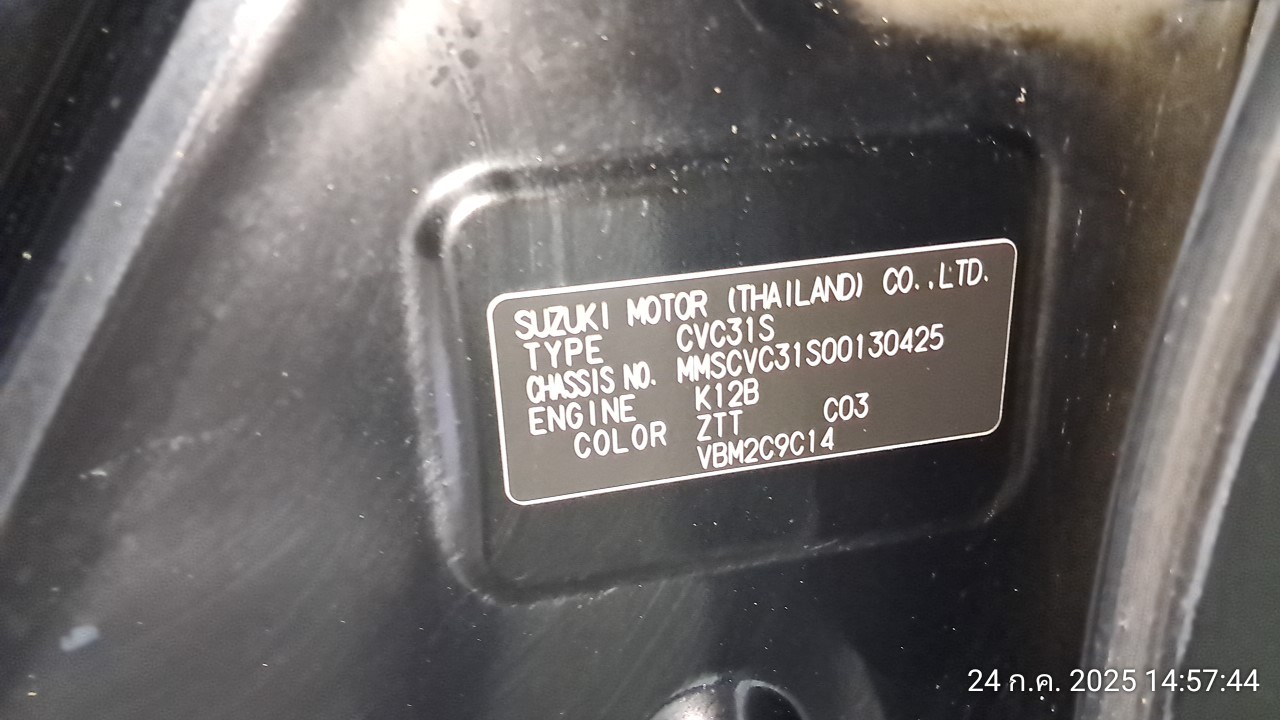 SUZUKI MOTOR (THAILAND) CO.,LTD.
TYPE CVC31S
CHASSIS NO. MMSCVC31S00130425
ENGINE K12B
COLOR ZTT C03
VBM2C9C14
24 ก.ค. 2025 14:57:44